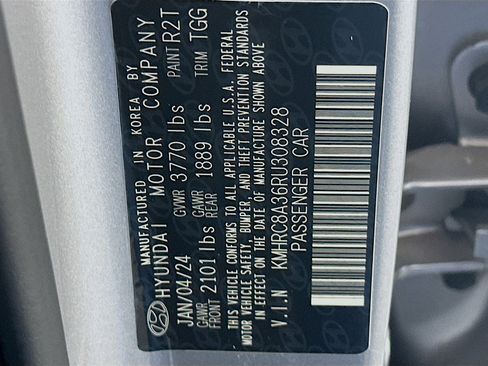 MANUFACTURED IN KOREA BY
HYUNDAI MOTOR COMPANY
JAN/04/24 GVWR 3770 lbs PAINT R2T
GAWR FRONT 2101 lbs GAWR REAR 1889 lbs TRIM TGG
THIS VEHICLE CONFORMS TO ALL APPLICABLE U.S.A. FEDERAL
MOTOR VEHICLE SAFETY, BUMPER, AND THEFT PREVENTION STANDARDS
IN EFFECT ON THE DATE OF MANUFACTURE SHOWN ABOVE
V.I.N KMHRC8A36RU308328
PASSENGER CAR